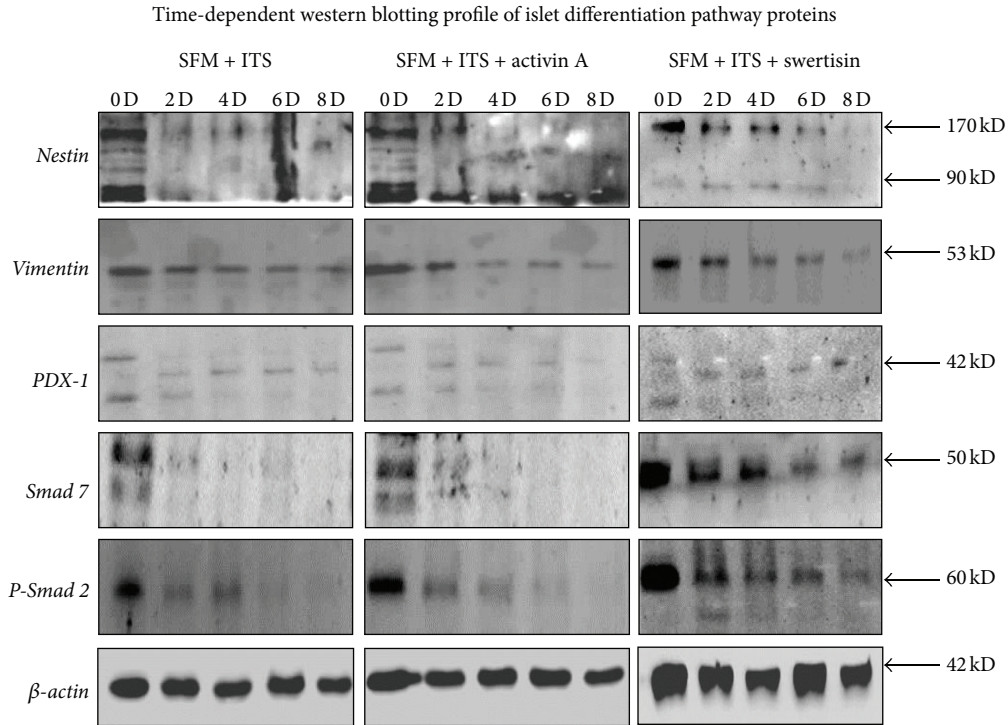 Time-dependent western blotting profile of islet differentiation pathway proteins
SFM + ITS
SFM + ITS + activin A
SFM + ITS + swertisin
0 D 2 D 4 D 6 D 8 D
0 D 2 D 4 D 6 D 8 D
0 D 2 D 4 D 6 D 8 D
Nestin
170 kD
90 kD
Vimentin
53 kD
PDX-1
42 kD
Smad 7
50 kD
P-Smad 2
60 kD
β-actin
42 kD